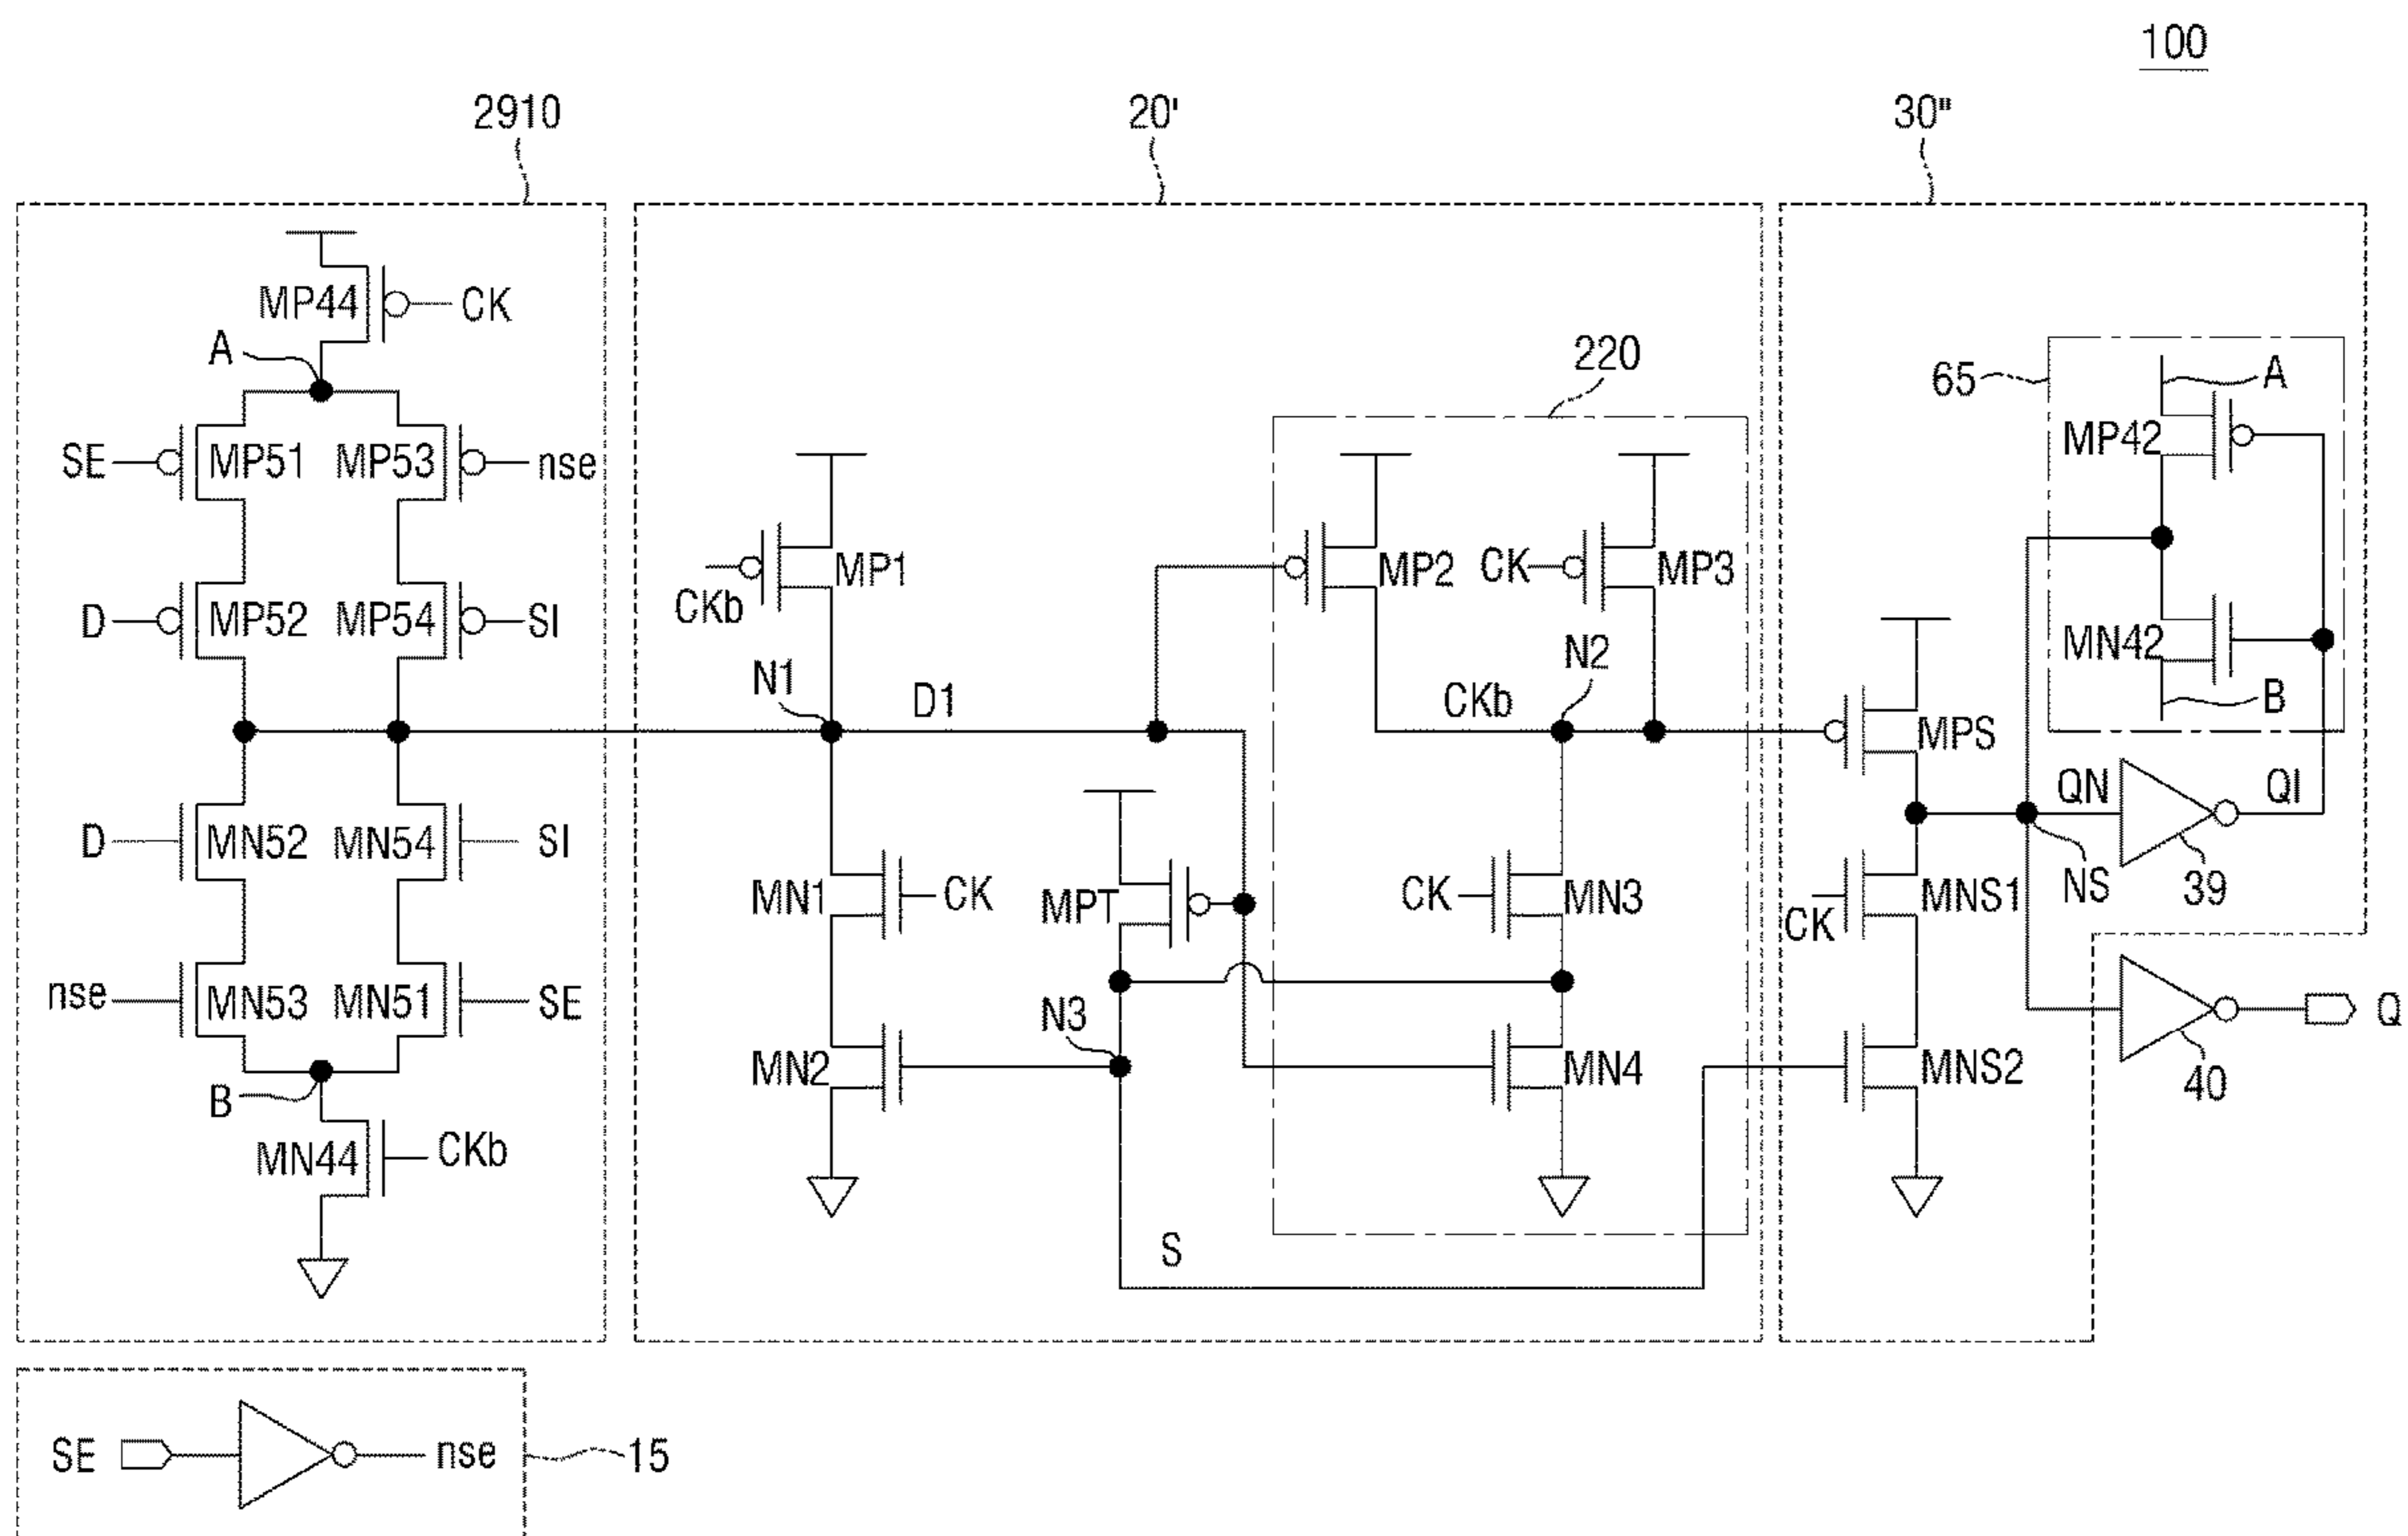 100
2910
20'
30"
MP44
CK
A
SE
MP51
MP53
nse
D
MP52
MP54
SI
D
MN52
MN54
SI
nse
MN53
MN51
SE
B
MN44
CKb
CKb
MP1
N1
D1
MN1
CK
MPT
N3
MN2
S
220
MP2
CK
MP3
CKb
N2
CK
MN3
MN4
65
A
MP42
MN42
B
MPS
QN
QI
39
NS
CK
MNS1
MNS2
40
Q
SE
nse
15